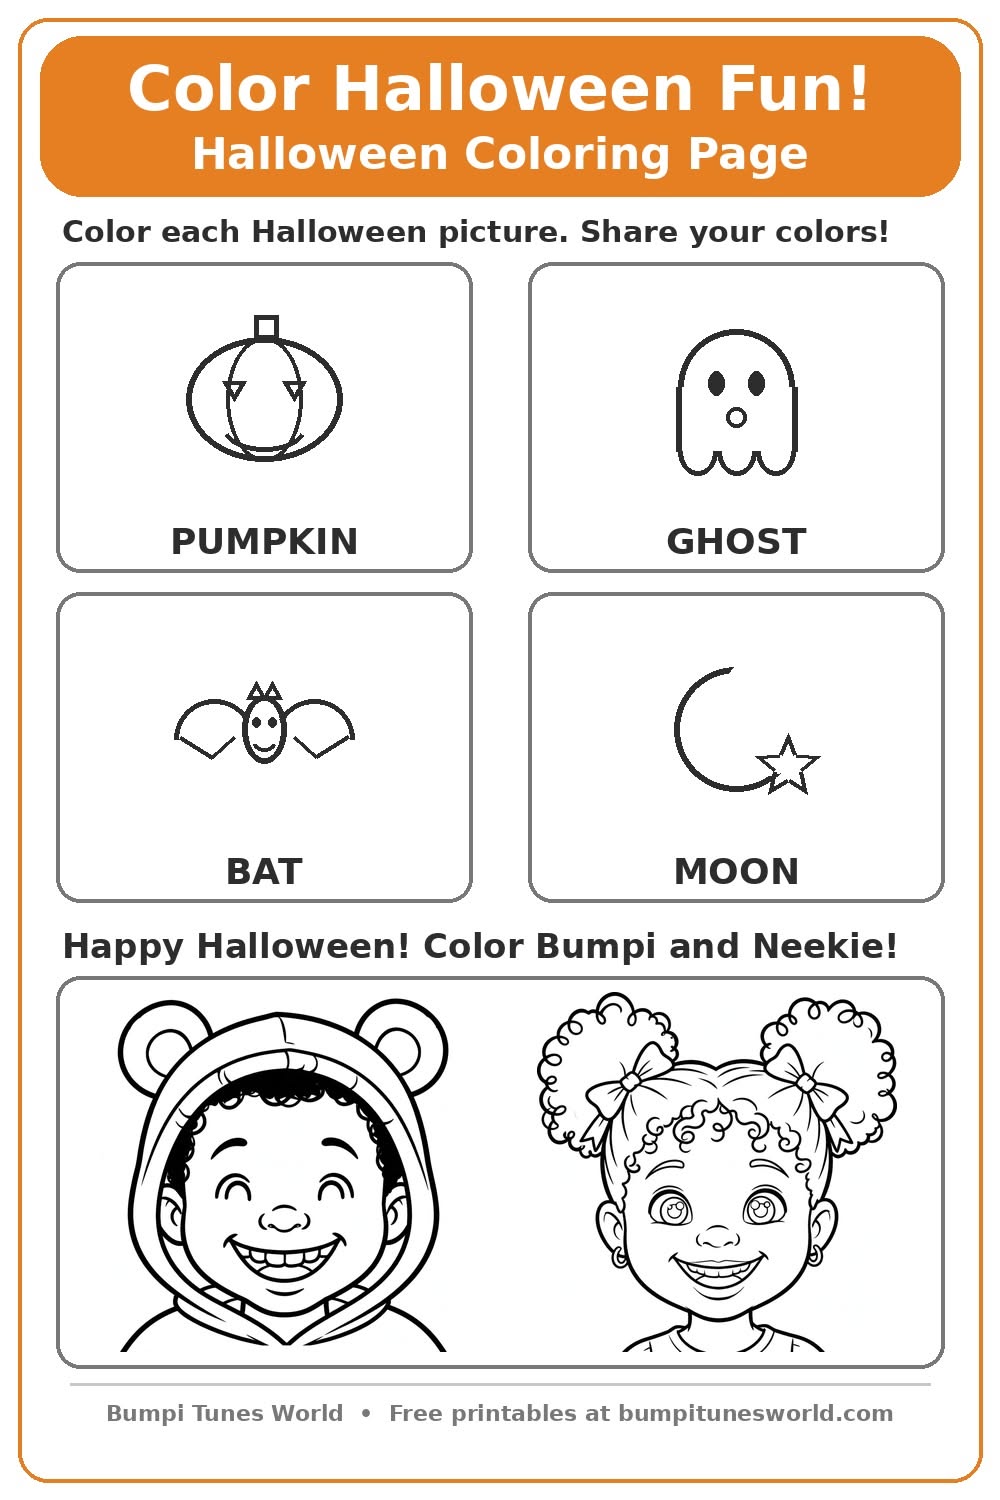 Color Halloween Fun!
Halloween Coloring Page
Color each Halloween picture. Share your colors!
PUMPKIN
GHOST
BAT
MOON
Happy Halloween! Color Bumpi and Neekie!
Bumpi Tunes World • Free printables at bumpitunesworld.com